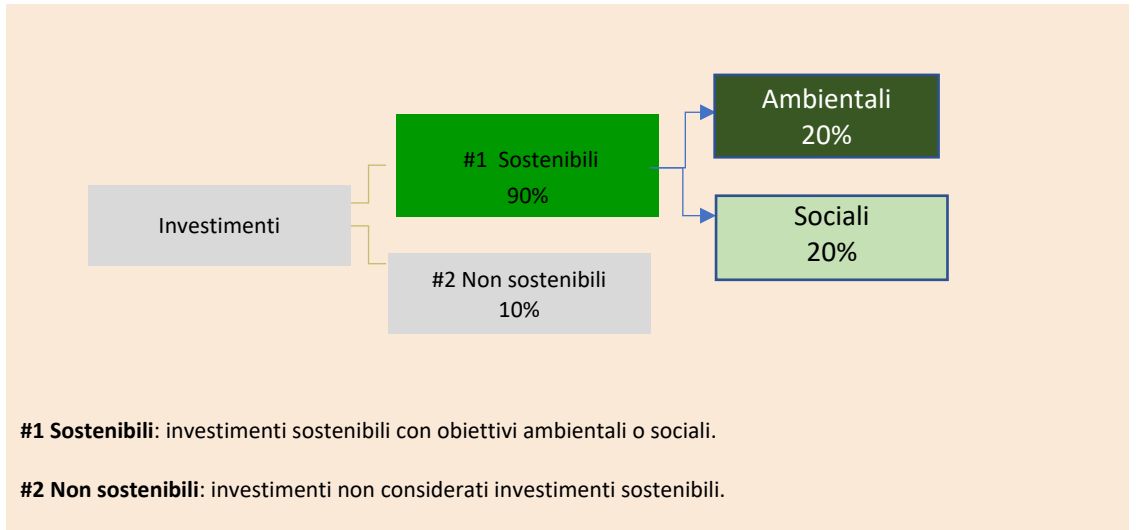 Ambientali
20%
#1 Sostenibili
90%
Sociali
20%
Investimenti
#2 Non sostenibili
10%
#1 Sostenibili: investimenti sostenibili con obiettivi ambientali o sociali.
#2 Non sostenibili: investimenti non considerati investimenti sostenibili.